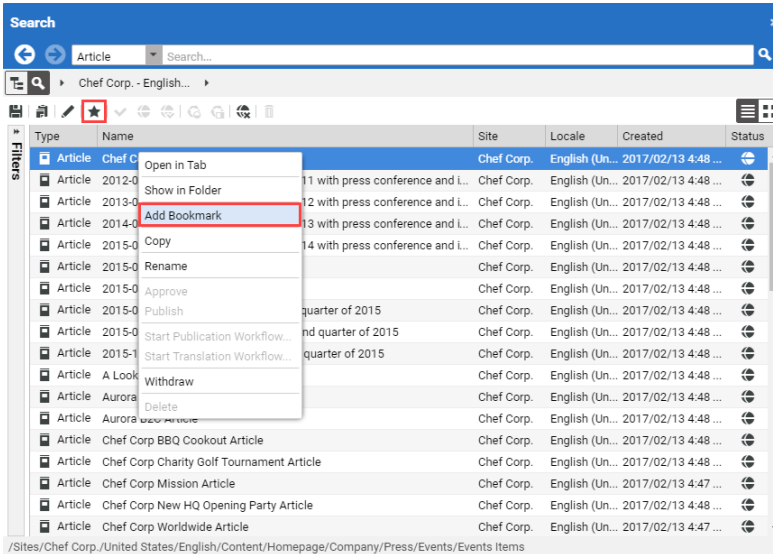 Search
Article Search...
Chef Corp. - English...
Filters
Type Name Site Locale Created Status
Article Chef C Chef Corp. English (Un... 2017/02/13 4:48 ...
Article 2012-0 11 with press conference and i... Chef Corp. English (Un... 2017/02/13 4:48 ...
Article 2013-0 12 with press conference and i... Chef Corp. English (Un... 2017/02/13 4:48 ...
Article 2014-0 13 with press conference and i... Chef Corp. English (Un... 2017/02/13 4:48 ...
Article 2015-0 14 with press conference and i... Chef Corp. English (Un... 2017/02/13 4:48 ...
Article 2015-0 Chef Corp. English (Un... 2017/02/13 4:48 ...
Article 2015-0 Chef Corp. English (Un... 2017/02/13 4:48 ...
Article 2015-0 quarter of 2015 Chef Corp. English (Un... 2017/02/13 4:48 ...
Article 2015-0 nd quarter of 2015 Chef Corp. English (Un... 2017/02/13 4:48 ...
Article 2015-1 quarter of 2015 Chef Corp. English (Un... 2017/02/13 4:48 ...
Article A Look Chef Corp. English (Un... 2017/02/13 4:48 ...
Article Aurora Chef Corp. English (Un... 2017/02/13 4:48 ...
Article Aurora B2C Article Chef Corp. English (Un... 2017/02/13 4:48 ...
Article Chef Corp BBQ Cookout Article Chef Corp. English (Un... 2017/02/13 4:48 ...
Article Chef Corp Charity Golf Tournament Article Chef Corp. English (Un... 2017/02/13 4:48 ...
Article Chef Corp Mission Article Chef Corp. English (Un... 2017/02/13 4:47 ...
Article Chef Corp New HQ Opening Party Article Chef Corp. English (Un... 2017/02/13 4:48 ...
Article Chef Corp Worldwide Article Chef Corp. English (Un... 2017/02/13 4:47 ...
Open in Tab
Show in Folder
Add Bookmark
Copy
Rename
Approve
Publish
Start Publication Workflow...
Start Translation Workflow...
Withdraw
Delete
/Sites/Chef Corp./United States/English/Content/Homepage/Company/Press/Events/Events Items